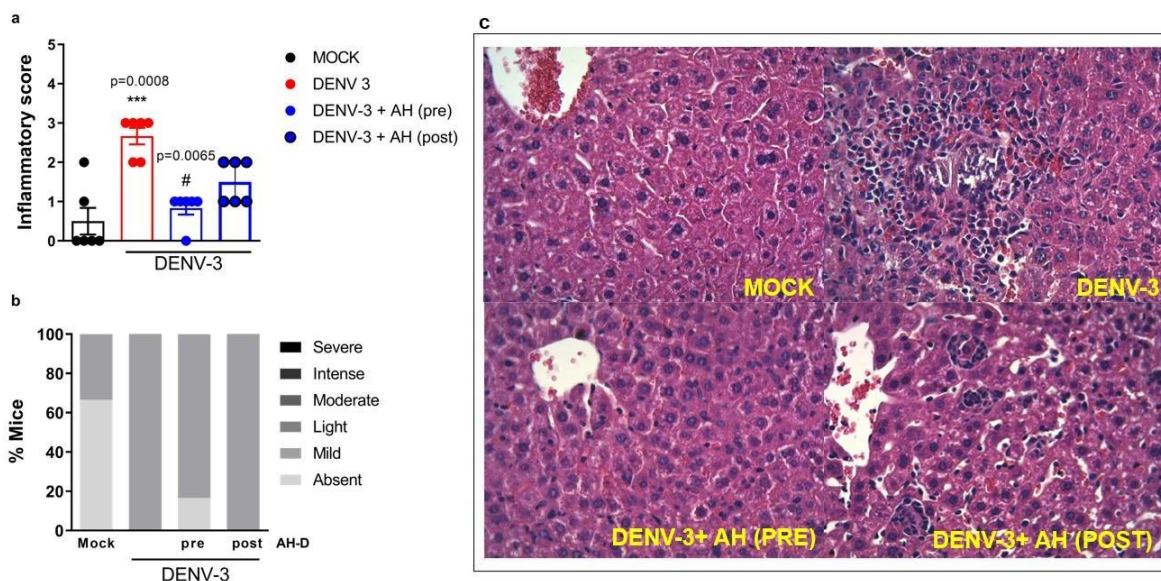 a
Inflammatory score
5
4
3
2
1
0
p=0.0008
***
p=0.0065
#
DENV-3
MOCK
DENV 3
DENV-3 + AH (pre)
DENV-3 + AH (post)
b
% Mice
100
80
60
40
20
0
Mock
pre
post
AH-D
DENV-3
Severe
Intense
Moderate
Light
Mild
Absent
c
MOCK
DENV-3
DENV-3+ AH (PRE)
DENV-3+ AH (POST)